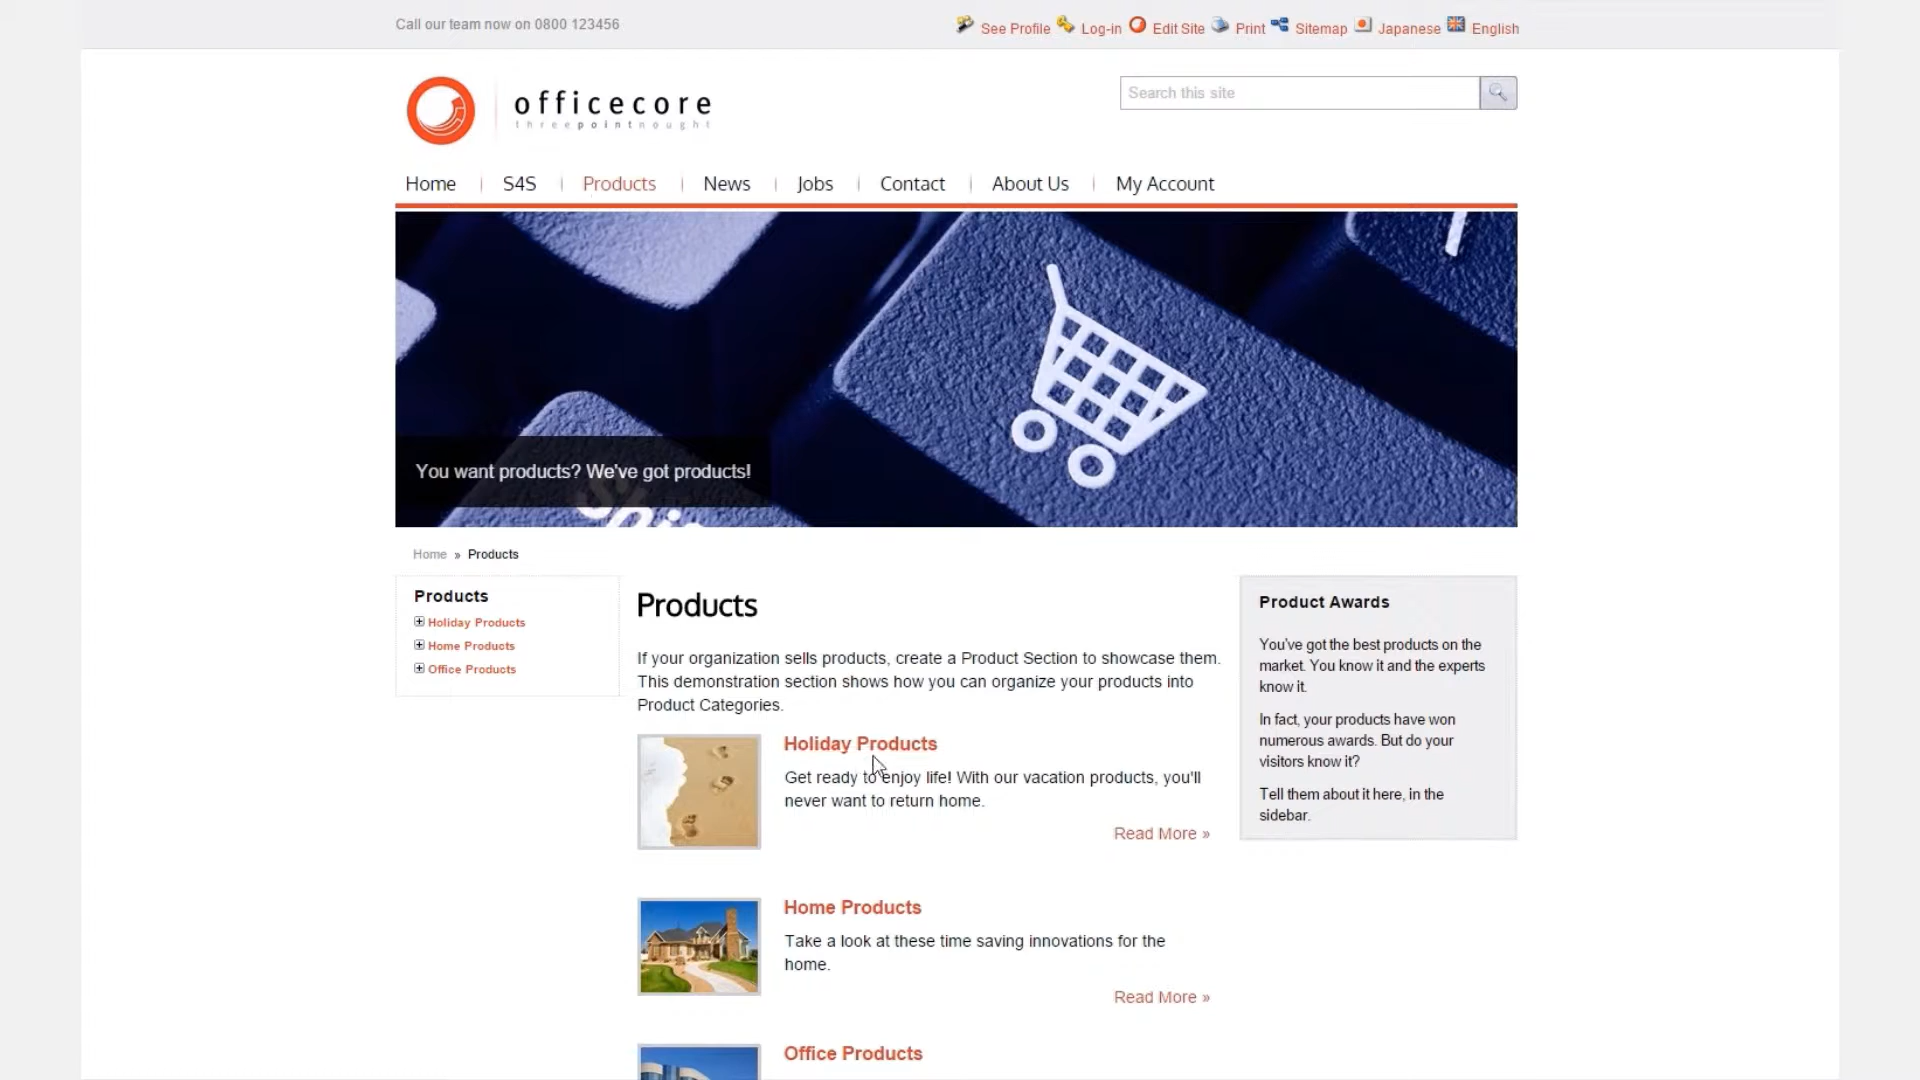 Call our team now on 0800 123456
See Profile Log-in Edit Site Print Sitemap Japanese English
officecore
threepointnought
Search this site
Home S4S Products News Jobs Contact About Us My Account
You want products? We've got products!
Home » Products
Products
Holiday Products
Home Products
Office Products
Products
If your organization sells products, create a Product Section to showcase them.
This demonstration section shows how you can organize your products into
Product Categories.
Holiday Products
Get ready to enjoy life! With our vacation products, you'll
never want to return home.
Read More »
Home Products
Take a look at these time saving innovations for the
home.
Read More »
Office Products
Product Awards
You've got the best products on the
market. You know it and the experts
know it.
In fact, your products have won
numerous awards. But do your
visitors know it?
Tell them about it here, in the
sidebar.